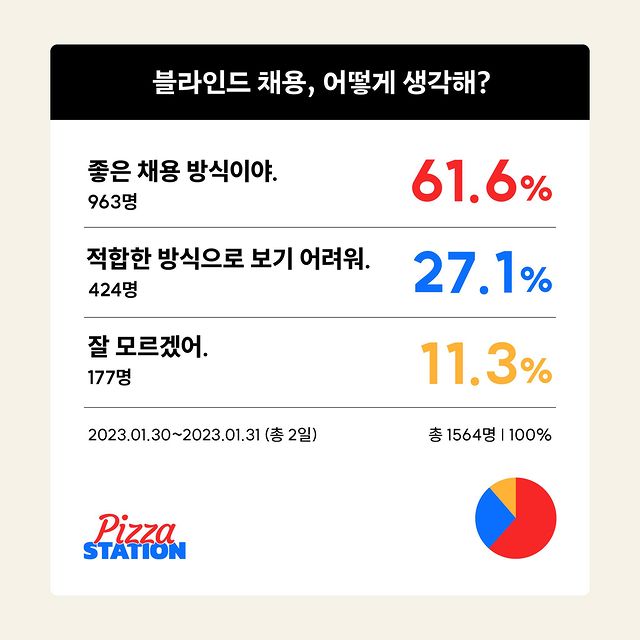 블라인드 채용, 어떻게 생각해?
좋은 채용 방식이야.
963명
61.6%
적합한 방식으로 보기 어려워.
424명
27.1%
잘 모르겠어.
177명
11.3%
2023.01.30~2023.01.31 (총 2일)
총 1564명 | 100%
Pizza
STATION